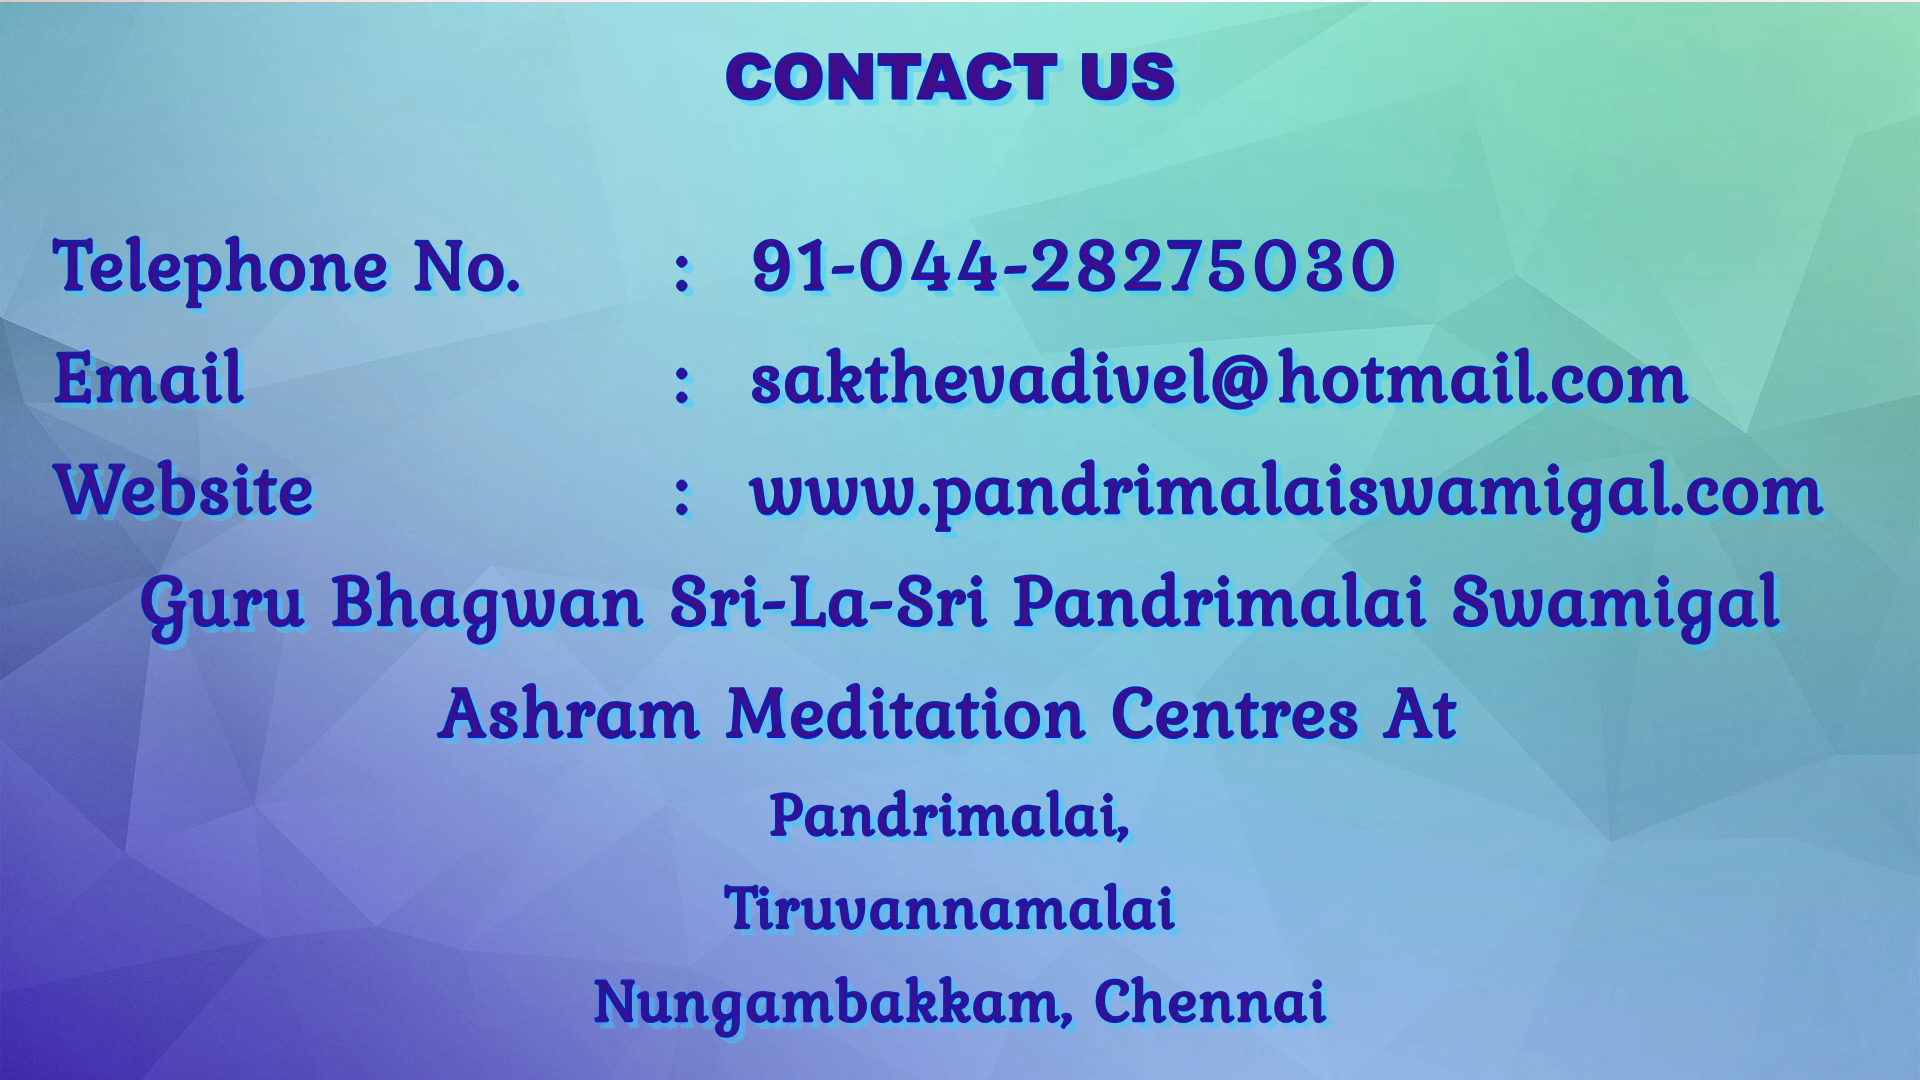 CONTACT US
Telephone No. : 91-044-28275030
Email : sakthevadivel@hotmail.com
Website : www.pandrimalaiswamigal.com
Guru Bhagwan Sri-La-Sri Pandrimalai Swamigal
Ashram Meditation Centres At
Pandrimalai,
Tiruvannamalai
Nungambakkam, Chennai